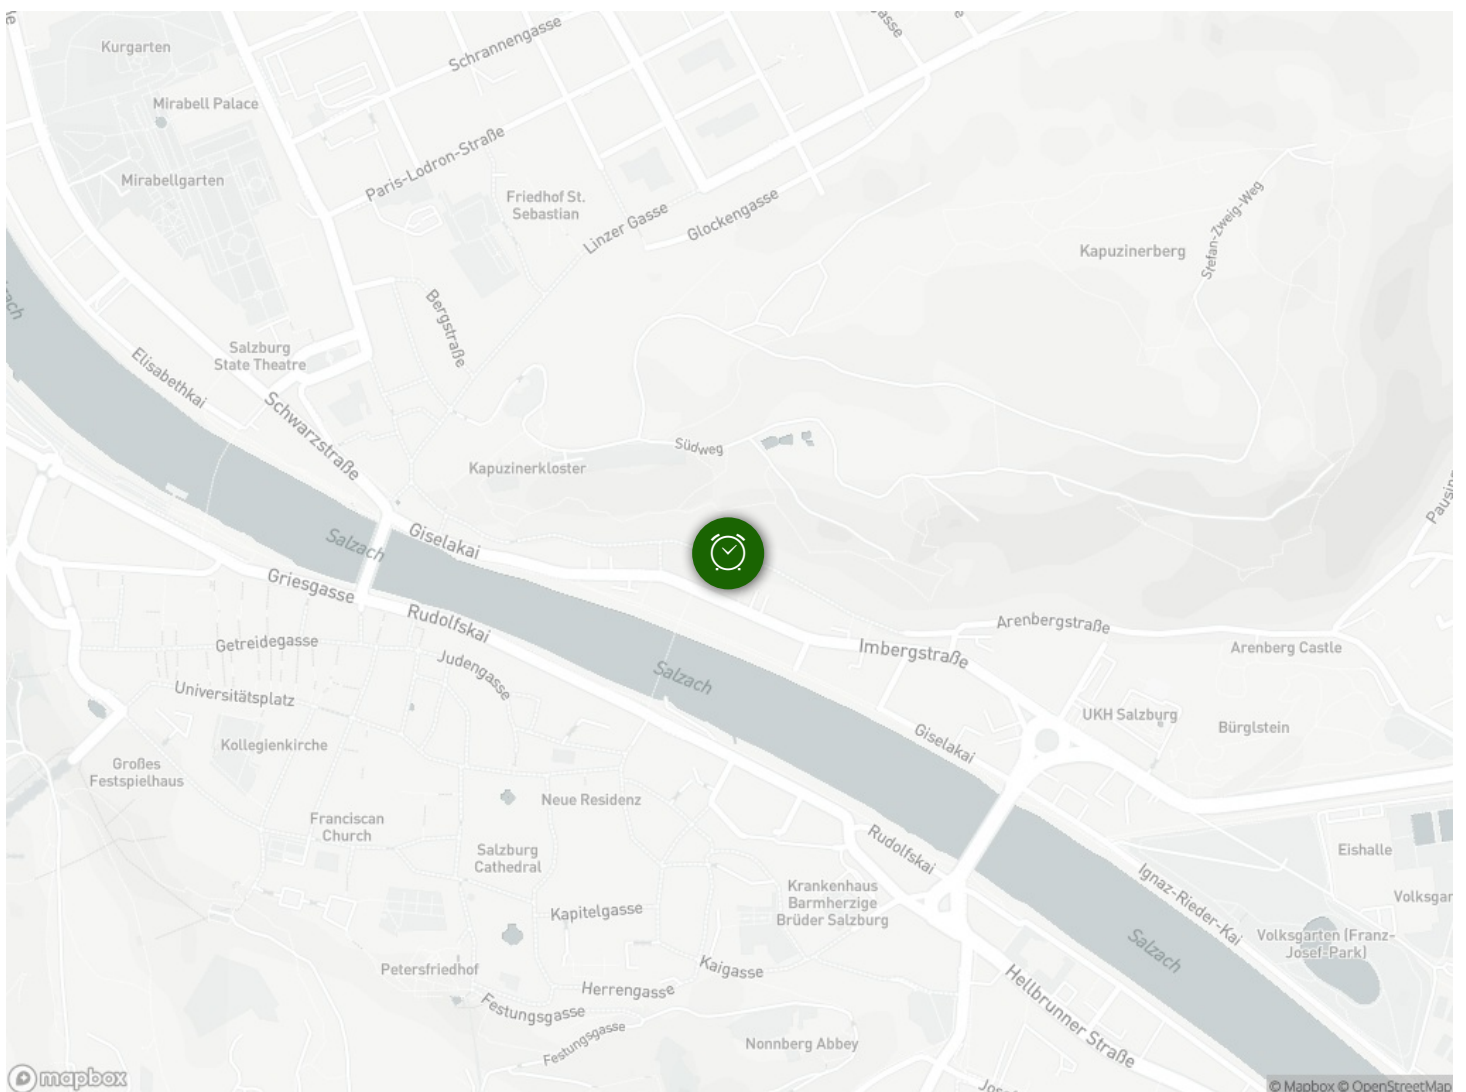 Kurgarten
Schrannengasse
Mirabell Palace
Paris-Lodron-Straße
Mirabellgarten
Friedhof St.
Sebastian
Linzer Gasse
Glockengasse
Stefan-Zweig-Weg
Kapuzinerberg
Bergstraße
Salzburg
State Theatre
Elisabethkai
Schwarzstraße
Südweg
Kapuzinerkloster
Salzach
Giselakai
Griesgasse
Rudolfskai
Getreidegasse
Judengasse
Arenbergstraße
Imbergstraße
Arenberg Castle
Salzach
Universitätsplatz
UKH Salzburg
Bürglstein
Giselakai
Kollegienkirche
Großes
Festspielhaus
Neue Residenz
Franciscan
Church
Rudolfskai
Salzburg
Cathedral
Eishalle
Krankenhaus
Barmherzige
Brüder Salzburg
Ignaz-Rieder-Kai
Volksgar
Kapitelgasse
Volksgarten (Franz-
Josef-Park)
Salzach
Petersfriedhof
Kaigasse
Herrengasse
Festungsgasse
Hellbrunner Straße
Festungsgasse
Nonnberg Abbey
mapbox
© Mapbox © OpenStreetMap